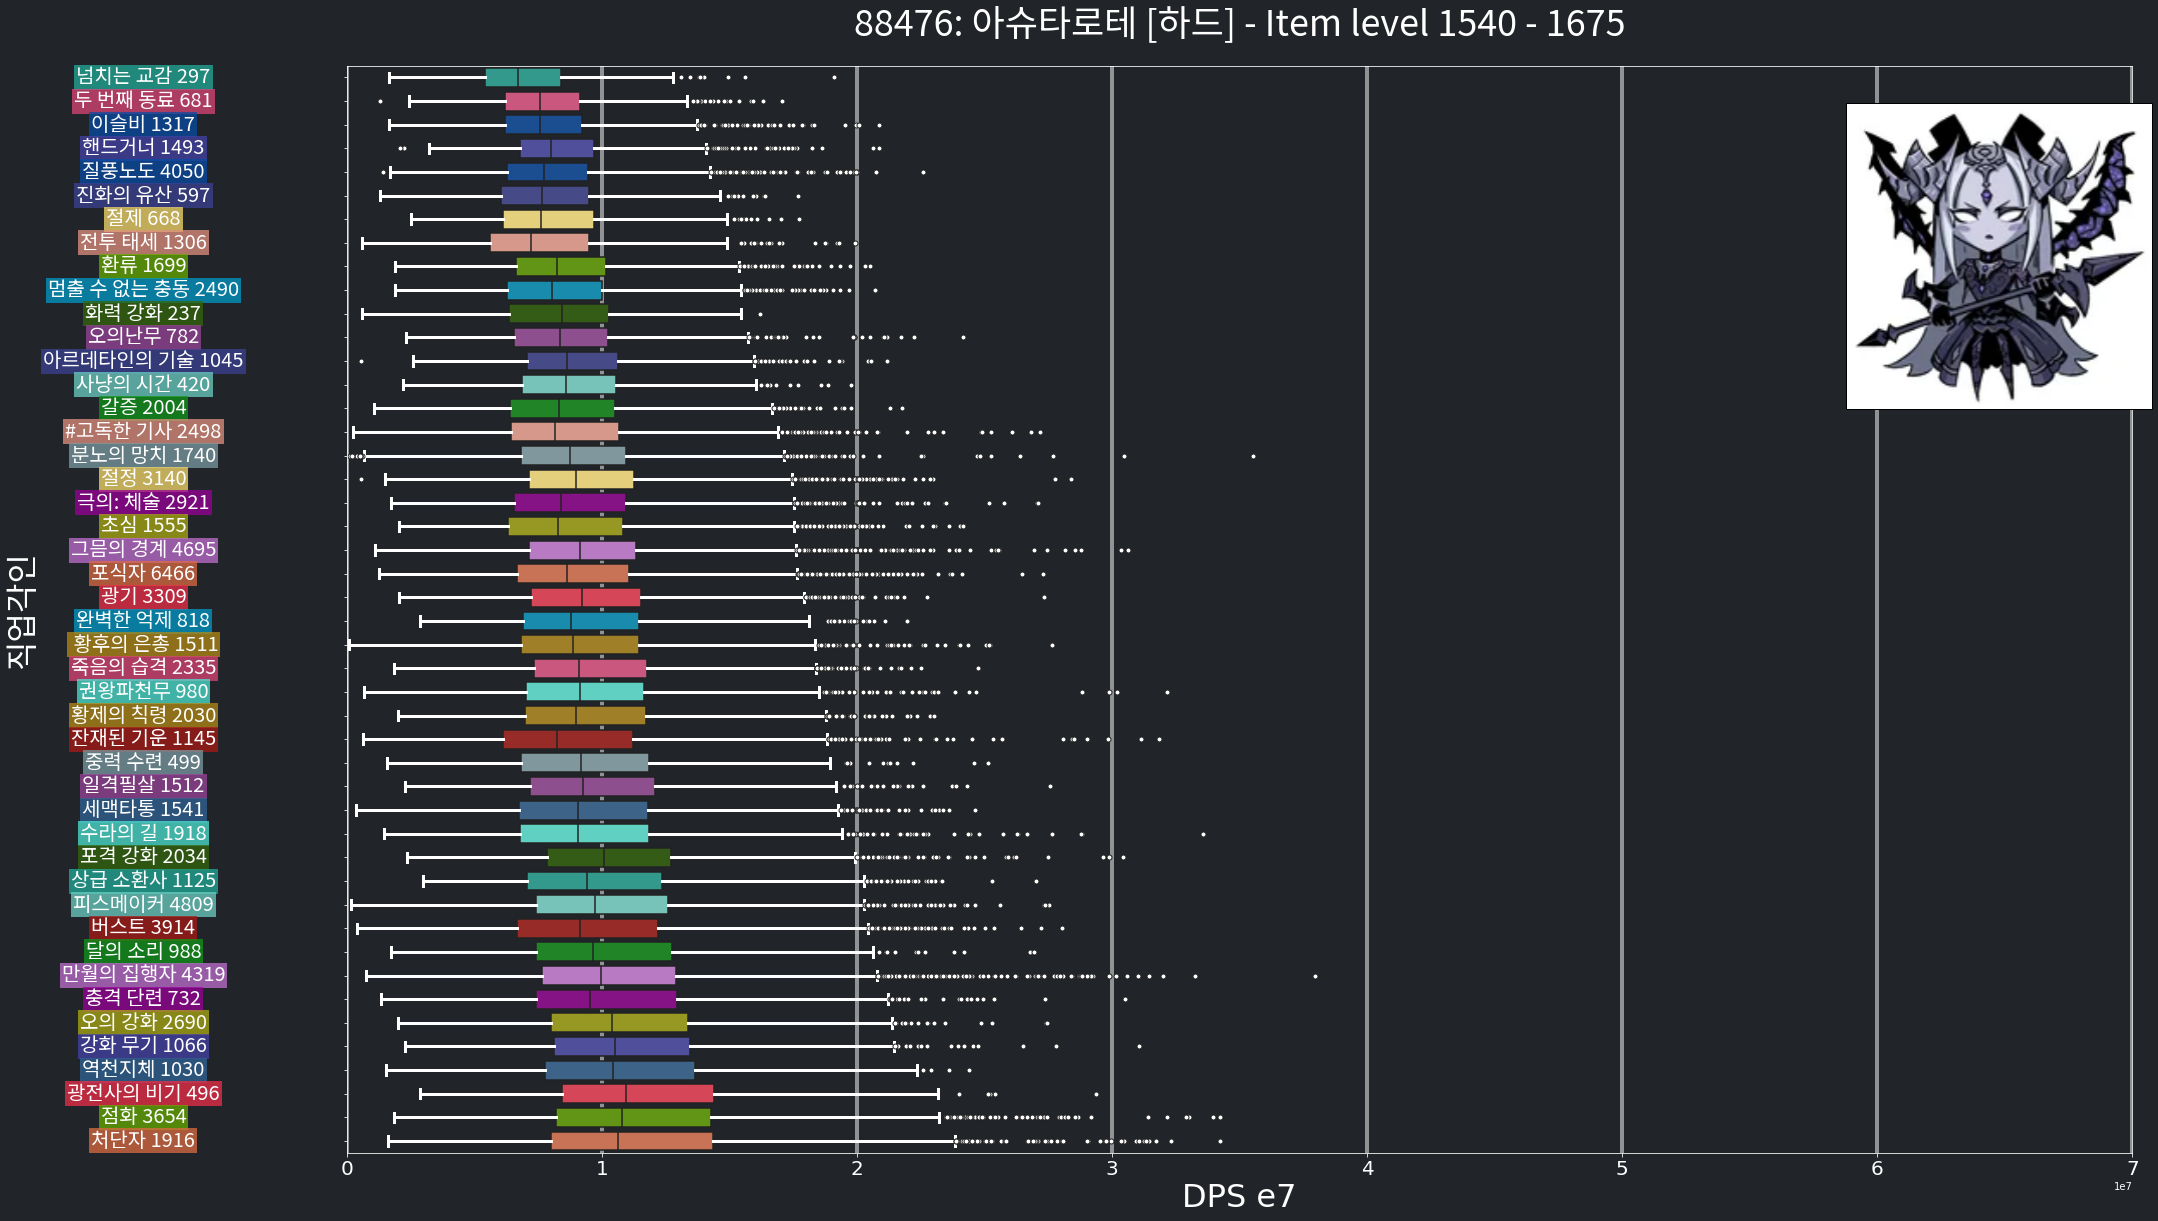 88476: 아슈타로테 [하드] - Item level 1540 - 1675
넘치는 교감 297
두 번째 동료 681
이슬비 1317
핸드거너 1493
질풍노도 4050
진화의 유산 597
절제 668
전투 태세 1306
환류 1699
멈출 수 없는 충동 2490
화력 강화 237
오의난무 782
아르데타인의 기술 1045
사냥의 시간 420
갈증 2004
#고독한 기사 2498
분노의 망치 1740
절정 3140
극의: 체술 2921
초심 1555
그믐의 경계 4695
포식자 6466
광기 3309
완벽한 억제 818
황후의 은총 1511
죽음의 습격 2335
권왕파천무 980
황제의 칙령 2030
잔재된 기운 1145
중력 수련 499
일격필살 1512
세맥타통 1541
수라의 길 1918
포격 강화 2034
상급 소환사 1125
피스메이커 4809
버스트 3914
달의 소리 988
만월의 집행자 4319
충격 단련 732
오의 강화 2690
강화 무기 1066
역천지체 1030
광전사의 비기 496
점화 3654
처단자 1916
직업각인
0 1 2 3 4 5 6 7
DPS e7
1e7